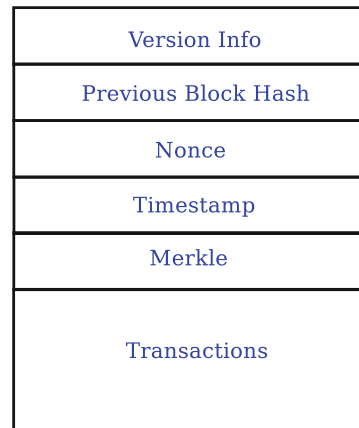 Version Info
Previous Block Hash
Nonce
Timestamp
Merkle
Transactions